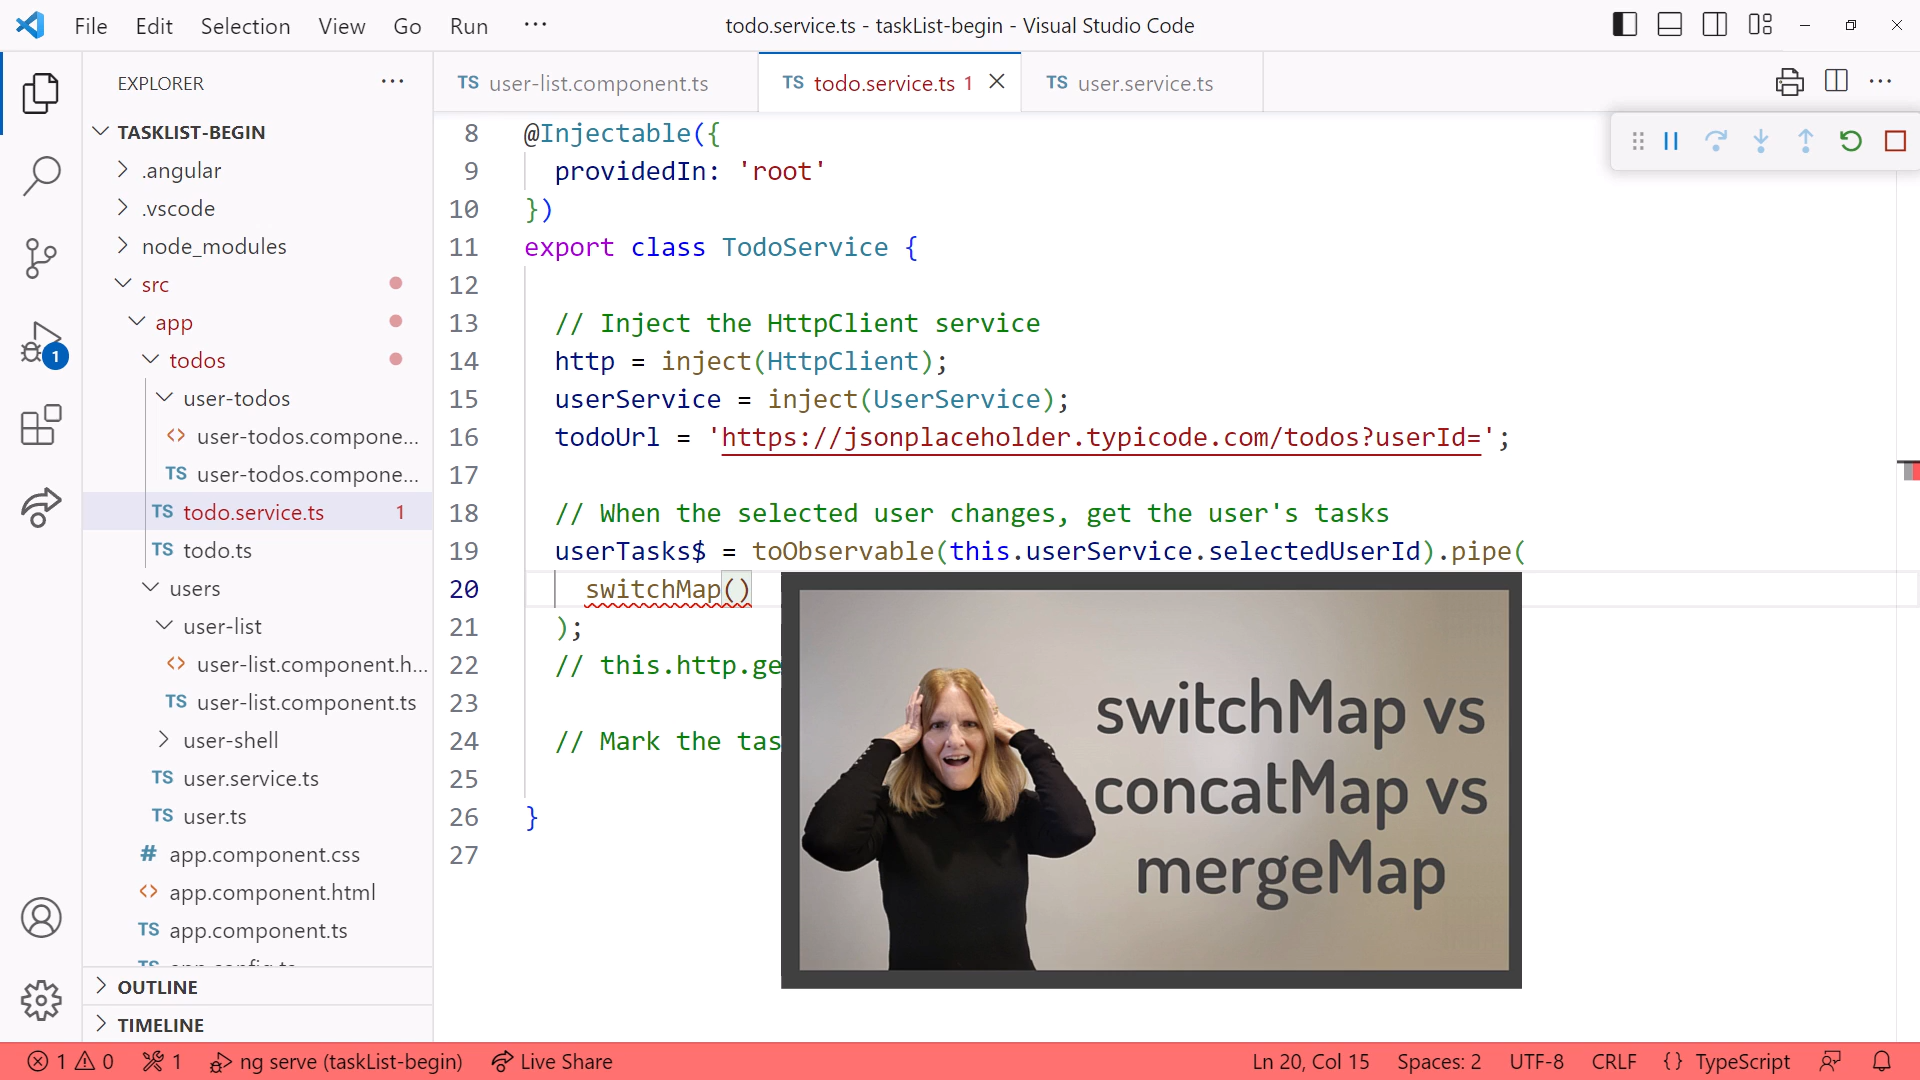 File Edit Selection View Go Run ···
todo.service.ts - taskList-begin - Visual Studio Code
EXPLORER ···
TASKLIST-BEGIN
.angular
.vscode
node_modules
src
app
todos
user-todos
<> user-todos.compone...
TS user-todos.compone...
TS todo.service.ts 1
TS todo.ts
users
user-list
<> user-list.component.h...
TS user-list.component.ts
user-shell
TS user.service.ts
TS user.ts
# app.component.css
<> app.component.html
TS app.component.ts
OUTLINE
TIMELINE
1
TS user-list.component.ts
TS todo.service.ts 1
TS user.service.ts
8 @Injectable({
9 providedIn: 'root'
10 })
11 export class TodoService {
12
13 // Inject the HttpClient service
14 http = inject(HttpClient);
15 userService = inject(UserService);
16 todoUrl = 'https://jsonplaceholder.typicode.com/todos?userId=';
17
18 // When the selected user changes, get the user's tasks
19 userTasks$ = toObservable(this.userService.selectedUserId).pipe(
20 switchMap()
21 );
22 // this.http.ge
23
24 // Mark the tas
25
26 }
27
switchMap vs
concatMap vs
mergeMap
1 0 1 ng serve (taskList-begin) Live Share Ln 20, Col 15 Spaces: 2 UTF-8 CRLF {} TypeScript